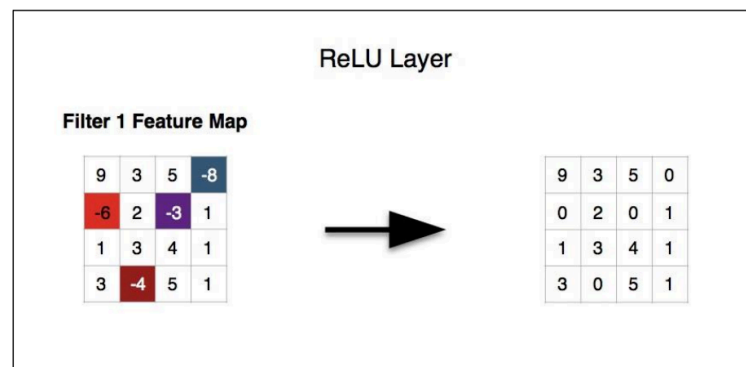 ReLU Layer
Filter 1 Feature Map
9 3 5 -8
-6 2 -3 1
1 3 4 1
3 -4 5 1
9 3 5 0
0 2 0 1
1 3 4 1
3 0 5 1